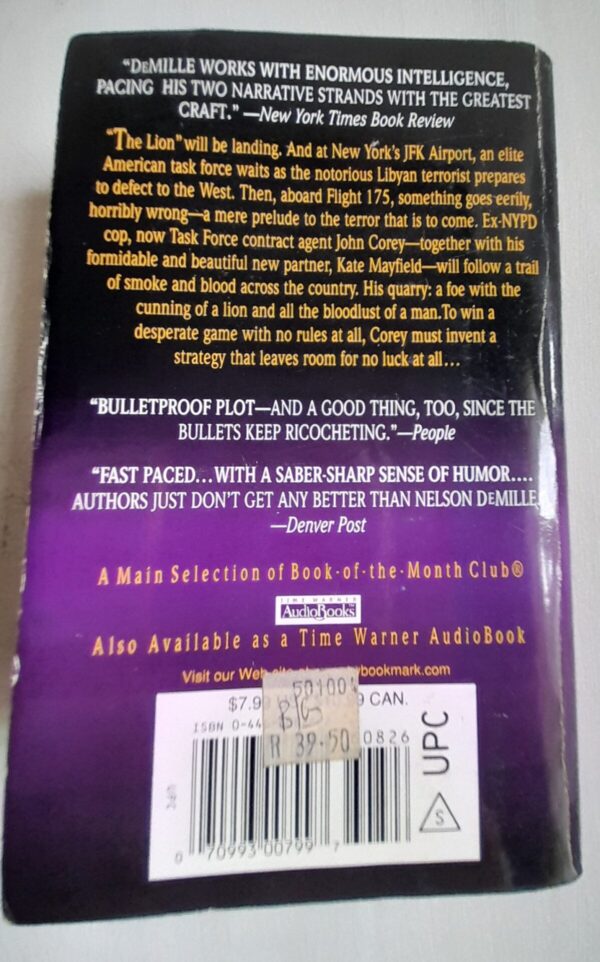 “DEMILLE WORKS WITH ENORMOUS INTELLIGENCE,
PACING HIS TWO NARRATIVE STRANDS WITH THE GREATEST
CRAFT.” —New York Times Book Review
“The Lion” will be landing. And at New York’s JFK Airport, an elite
American task force waits as the notorious Libyan terrorist prepares
to defect to the West. Then, aboard Flight 175, something goes eerily,
horribly wrong—a mere prelude to the terror that is to come. Ex-NYPD
cop, now Task Force contract agent John Corey—together with his
formidable and beautiful new partner, Kate Mayfield—will follow a trail
of smoke and blood across the country. His quarry: a foe with the
cunning of a lion and all the bloodlust of a man.To win a
desperate game with no rules at all, Corey must invent a
strategy that leaves room for no luck at all…
“BULLETPROOF PLOT—AND A GOOD THING, TOO, SINCE THE
BULLETS KEEP RICOCHETING.”—People
“FAST PACED…WITH A SABER-SHARP SENSE OF HUMOR….
AUTHORS JUST DON’T GET ANY BETTER THAN NELSON DEMILLE
—Denver Post
A Main Selection of Book-of-the-Month Club®
TIME WARNER
AudioBooks
Also Available as a Time Warner AudioBook
Visit our We bookmark.com
$7.9 9 CAN.
501004
ISBN 0-44 0826
R 39.50
UPC
S
0 70993 00799 7